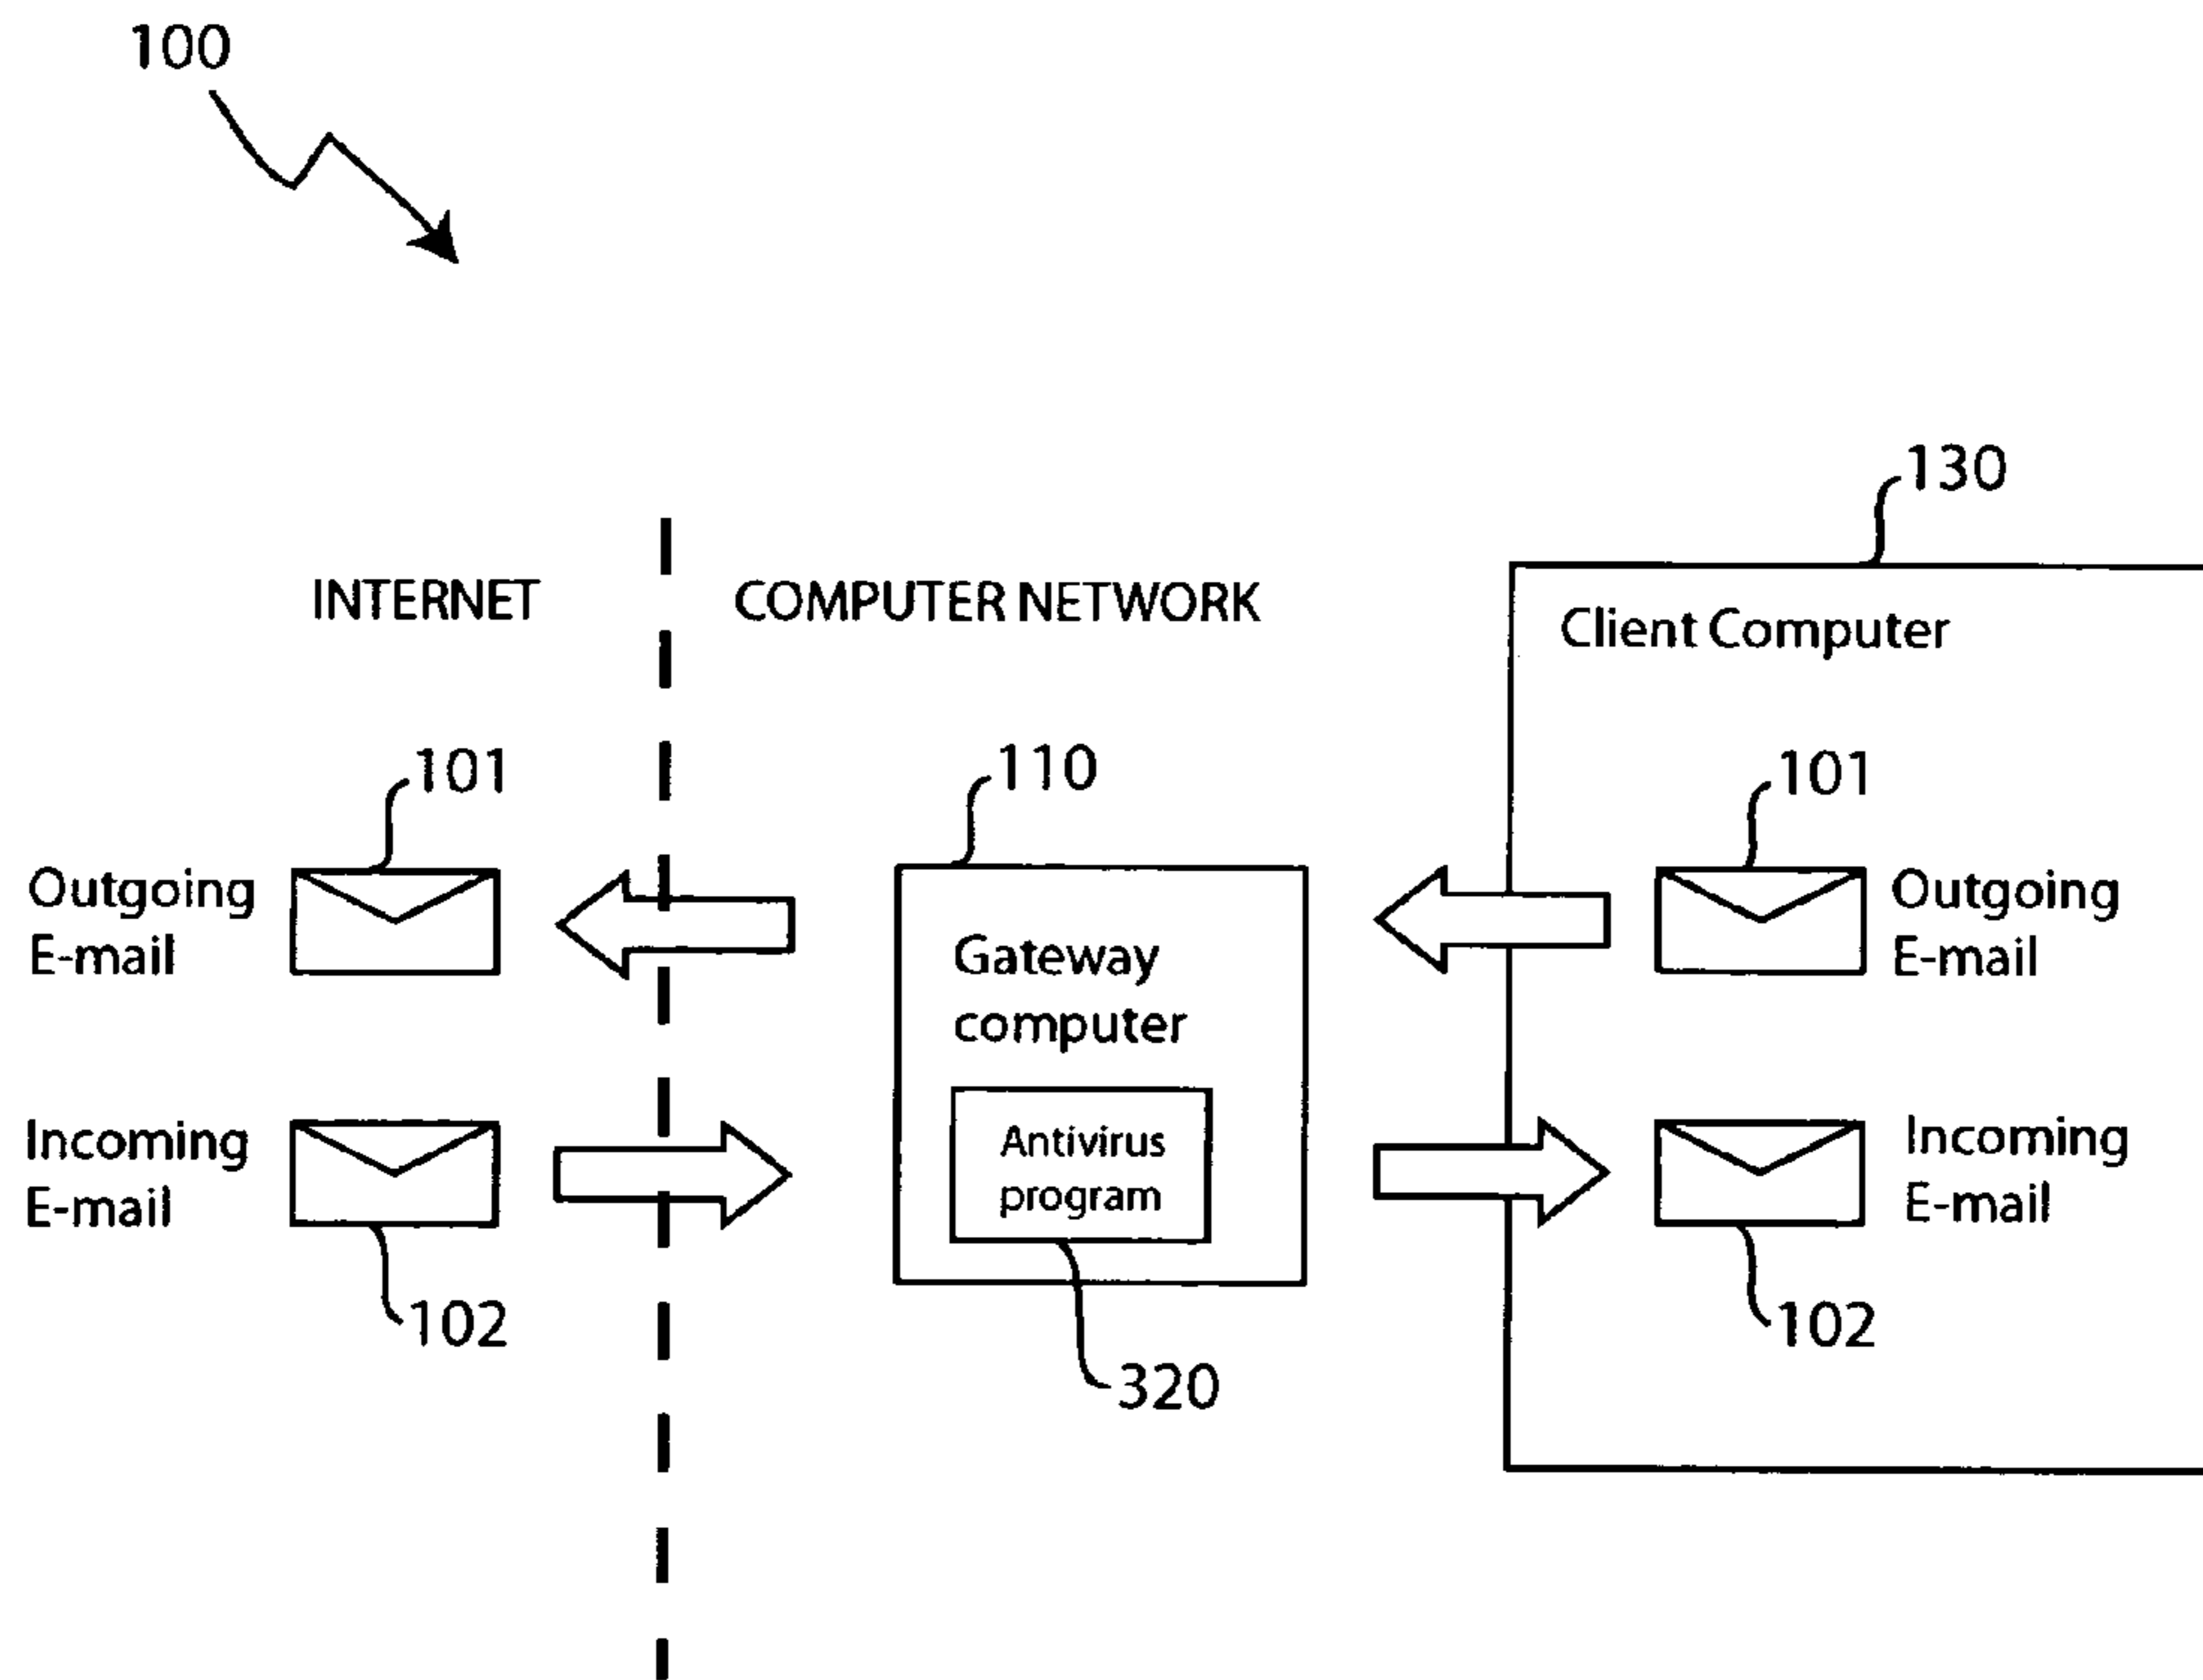 100
130
INTERNET
COMPUTER NETWORK
Client Computer
101
110
101
Outgoing
E-mail
Gateway
computer
Outgoing
E-mail
Incoming
E-mail
Antivirus
program
Incoming
E-mail
102
320
102